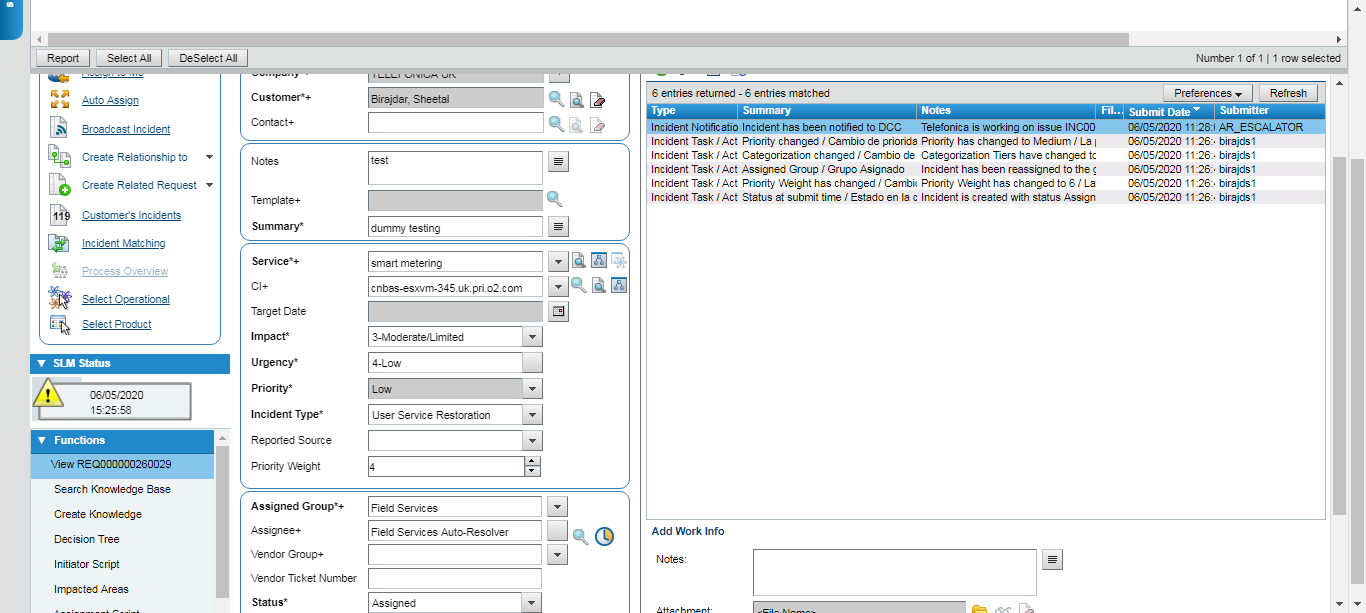 Report Select All DeSelect All Number 1 of 1 | 1 row selected
Assign to Me
Auto Assign
Broadcast Incident
Create Relationship to
Create Related Request
119 Customer's Incidents
Incident Matching
Process Overview
Select Operational
Select Product
SLM Status
06/05/2020
15:25:58
Functions
View REQ000000260029
Search Knowledge Base
Create Knowledge
Decision Tree
Initiator Script
Impacted Areas
Assignment Script
Company*+ TELEFONICA UK
Customer*+ Birajdar, Sheetal
Contact+
Notes test
Template+
Summary* dummy testing
Service*+ smart metering
CI+ cnbas-esxvm-345.uk.pri.o2.com
Target Date
Impact* 3-Moderate/Limited
Urgency* 4-Low
Priority* Low
Incident Type* User Service Restoration
Reported Source
Priority Weight 4
Assigned Group*+ Field Services
Assignee+ Field Services Auto-Resolver
Vendor Group+
Vendor Ticket Number
Status* Assigned
6 entries returned - 6 entries matched Preferences Refresh
Type Summary Notes Fil... Submit Date Submitter
Incident Notificatio Incident has been notified to DCC Telefonica is working on issue INC00 06/05/2020 11:28: AR_ESCALATOR
Incident Task / Act Priority changed / Cambio de priorida Priority has changed to Medium / La 06/05/2020 11:26: birajds1
Incident Task / Act Categorization changed / Cambio de Categorization Tiers have changed to 06/05/2020 11:26: birajds1
Incident Task / Act Assigned Group / Grupo Asignado Incident has been reassigned to the g 06/05/2020 11:26: birajds1
Incident Task / Act Priority Weight has changed / Cambio Priority Weight has changed to 6 / La 06/05/2020 11:26: birajds1
Incident Task / Act Status at submit time / Estado en la c Incident is created with status Assign 06/05/2020 11:26: birajds1
Add Work Info
Notes:
Attachment: <File Name>